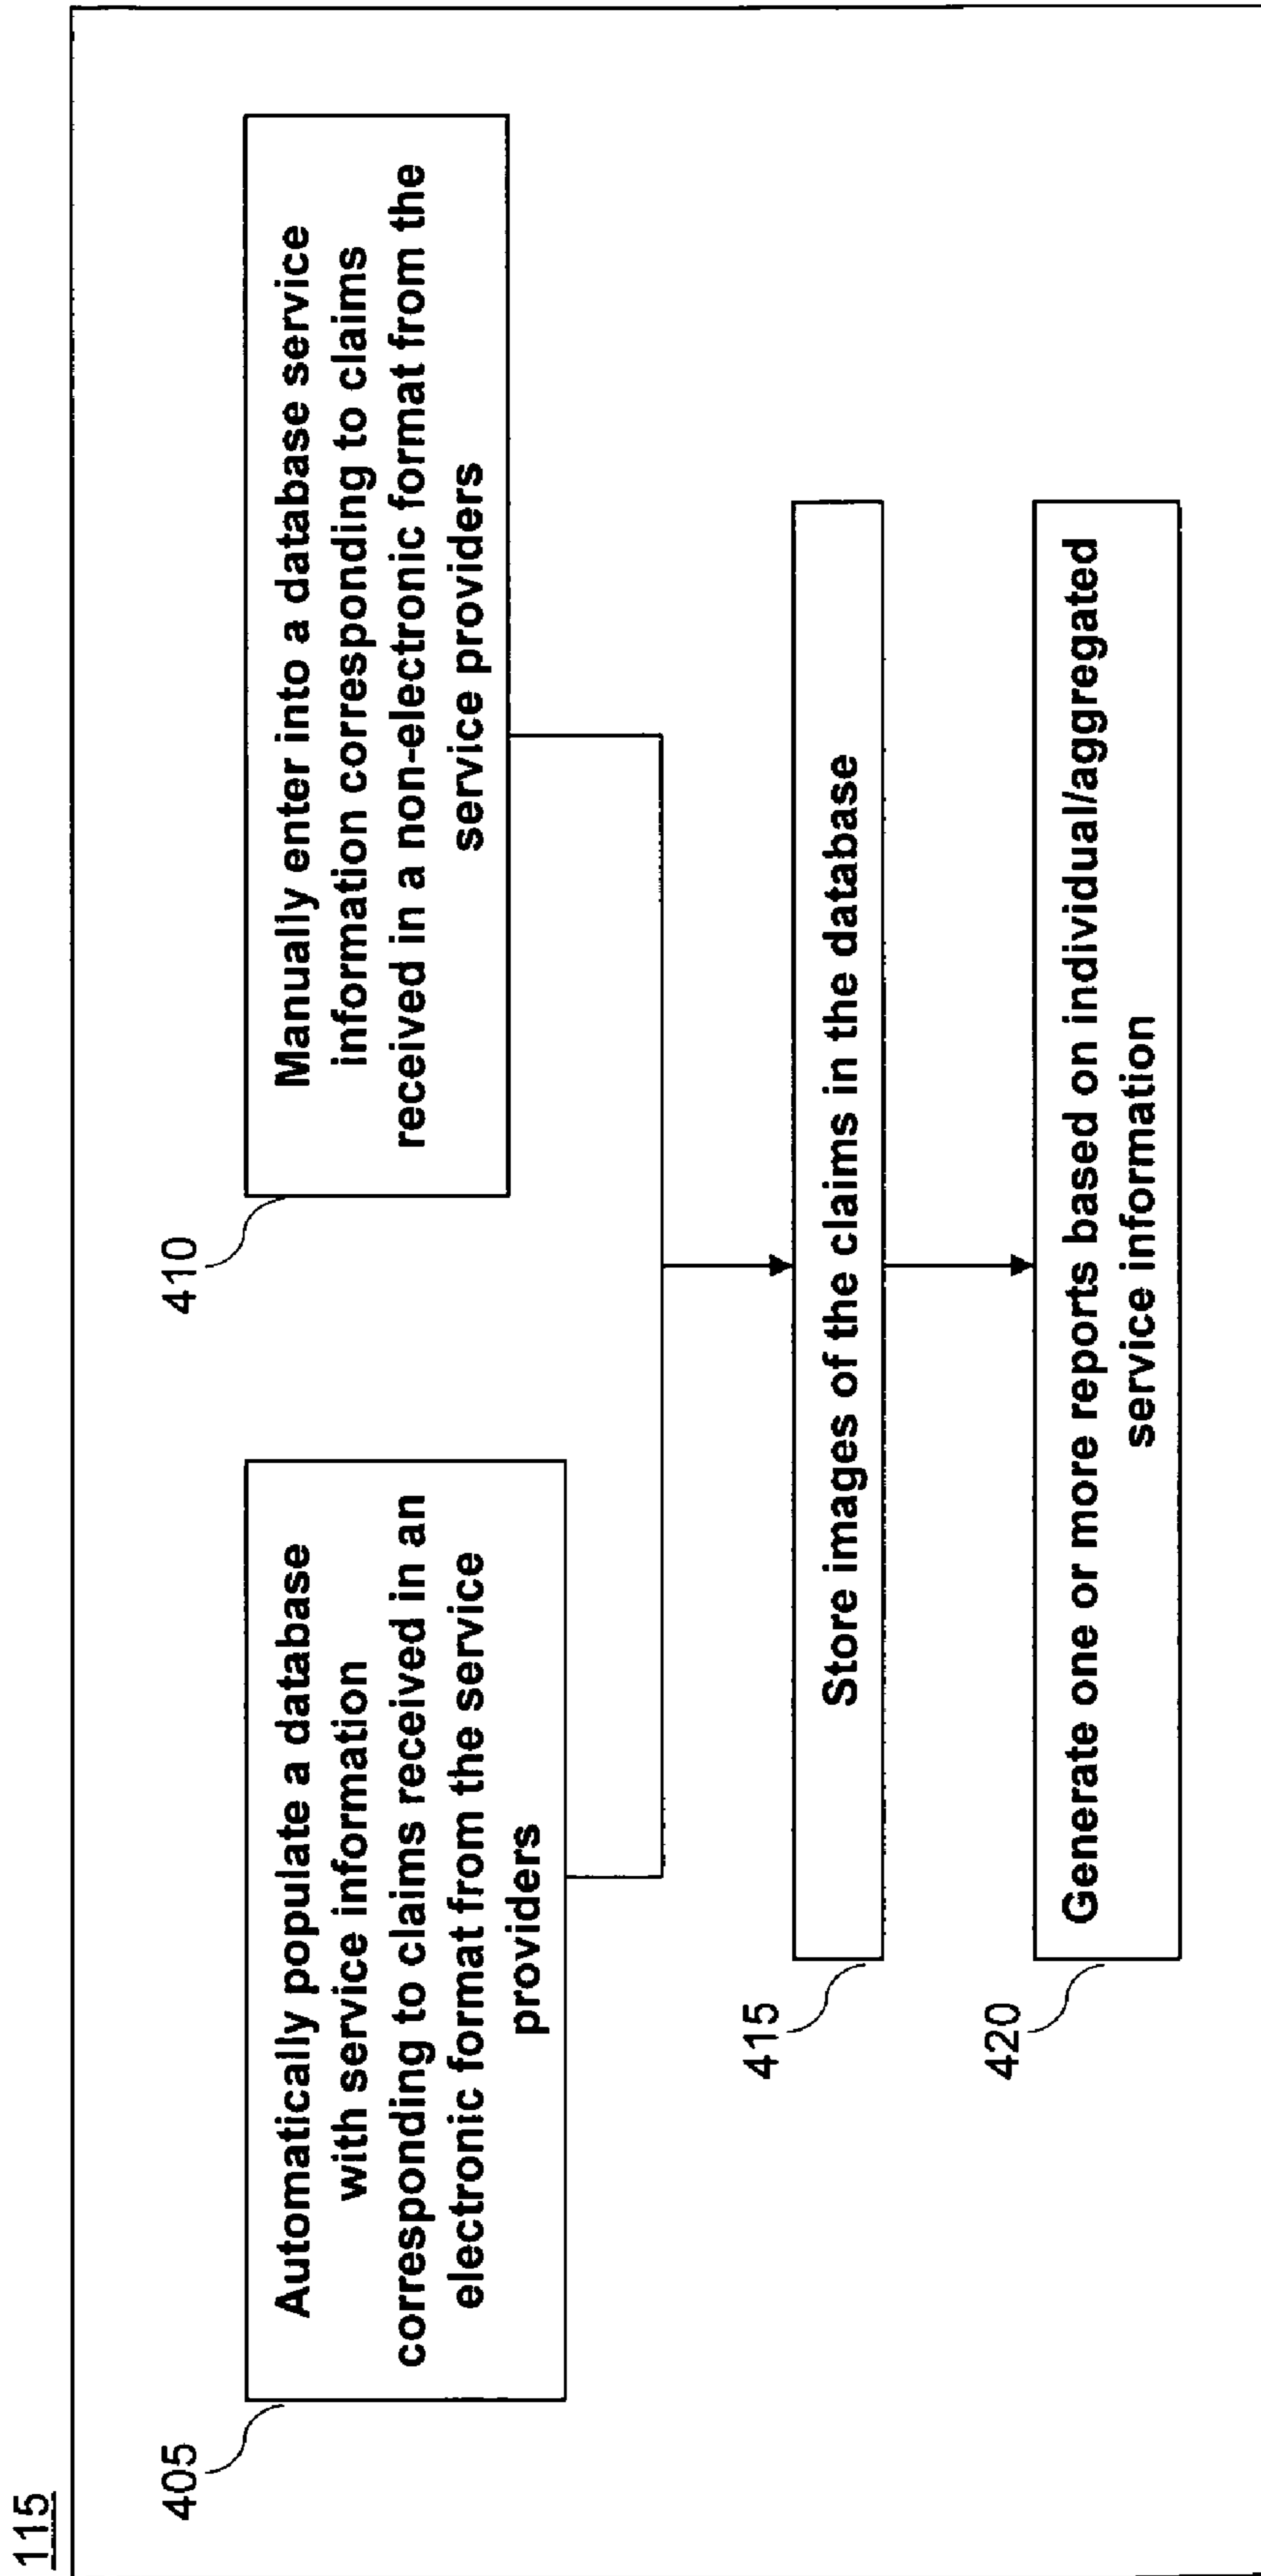 115
405
Automatically populate a database
with service information
corresponding to claims received in an
electronic format from the service
providers
410
Manually enter into a database service
information corresponding to claims
received in a non-electronic format from the
service providers
415
Store images of the claims in the database
420
Generate one or more reports based on individual/aggregated
service information